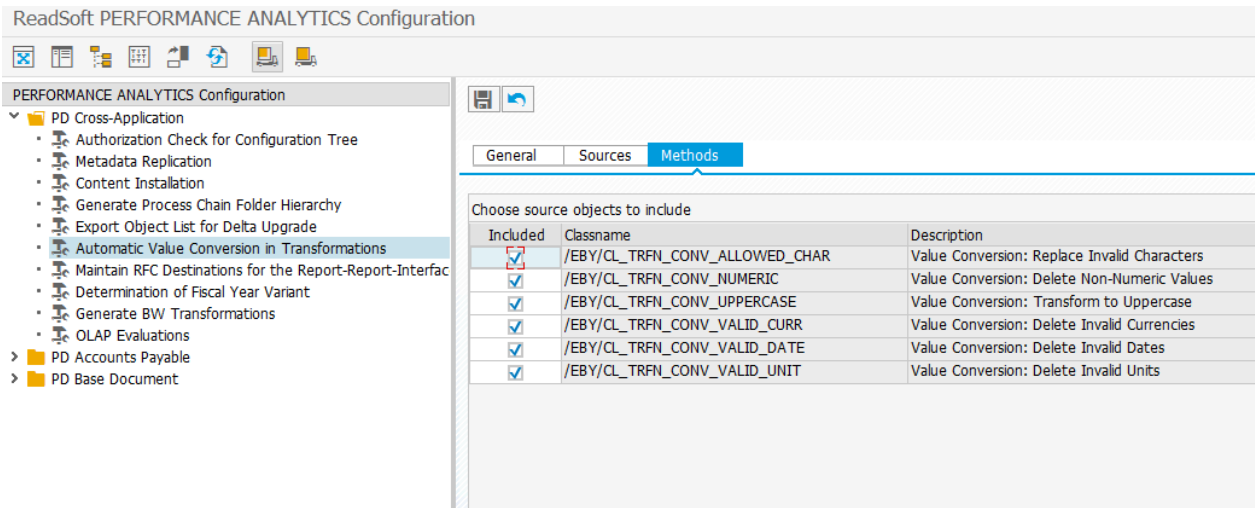 ReadSoft PERFORMANCE ANALYTICS Configuration
PERFORMANCE ANALYTICS Configuration
PD Cross-Application
Authorization Check for Configuration Tree
Metadata Replication
Content Installation
Generate Process Chain Folder Hierarchy
Export Object List for Delta Upgrade
Automatic Value Conversion in Transformations
Maintain RFC Destinations for the Report-Report-Interfac
Determination of Fiscal Year Variant
Generate BW Transformations
OLAP Evaluations
PD Accounts Payable
PD Base Document
General Sources Methods
Choose source objects to include
Included Classname Description
/EBY/CL_TRFN_CONV_ALLOWED_CHAR Value Conversion: Replace Invalid Characters
/EBY/CL_TRFN_CONV_NUMERIC Value Conversion: Delete Non-Numeric Values
/EBY/CL_TRFN_CONV_UPPERCASE Value Conversion: Transform to Uppercase
/EBY/CL_TRFN_CONV_VALID_CURR Value Conversion: Delete Invalid Currencies
/EBY/CL_TRFN_CONV_VALID_DATE Value Conversion: Delete Invalid Dates
/EBY/CL_TRFN_CONV_VALID_UNIT Value Conversion: Delete Invalid Units